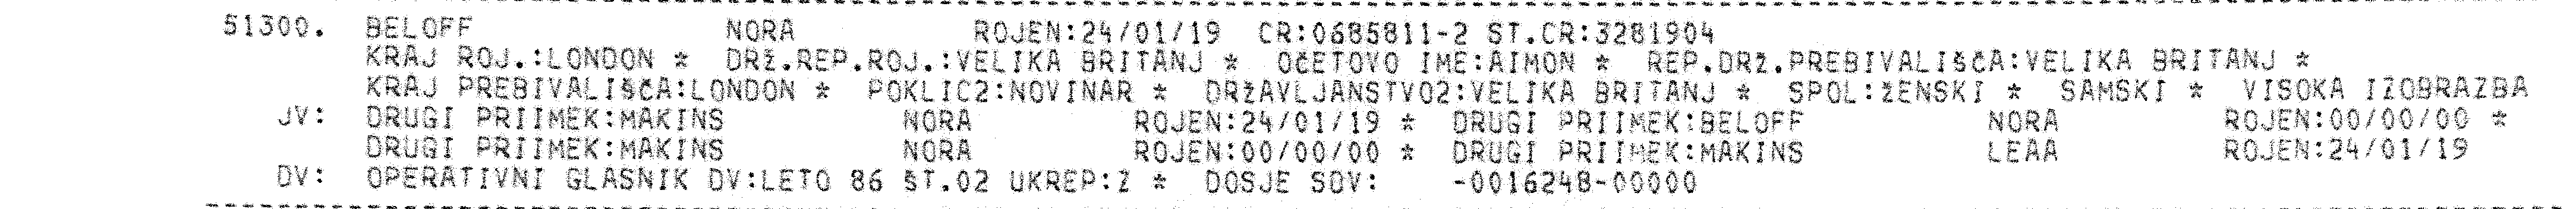 51300. BELOFF NORA ROJEN:24/01/19 CR:0685811-2 ST.CR:3281904
KRAJ ROJ.:LONDON * DRŽ.REP.ROJ.:VELIKA BRITANJ * OČETOVO IME:AIMON * REP.DRŽ.PREBIVALIŠČA:VELIKA BRITANJ *
KRAJ PREBIVALIŠČA:LONDON * POKLIC2:NOVINAR * DRŽAVLJANSTVO2:VELIKA BRITANJ * SPOL:ŽENSKI * SAMSKI * VISOKA IZOBRAZBA
JV: DRUGI PRIIMEK:MAKINS NORA ROJEN:24/01/19 * DRUGI PRIIMEK:BELOFF NORA ROJEN:00/00/00 *
DRUGI PRIIMEK:MAKINS NORA ROJEN:00/00/00 * DRUGI PRIIMEK:MAKINS LEAA ROJEN:24/01/19
DV: OPERATIVNI GLASNIK DV:LETO 86 ŠT.02 UKREP:Z * DOSJE SDV: -0016248-00000